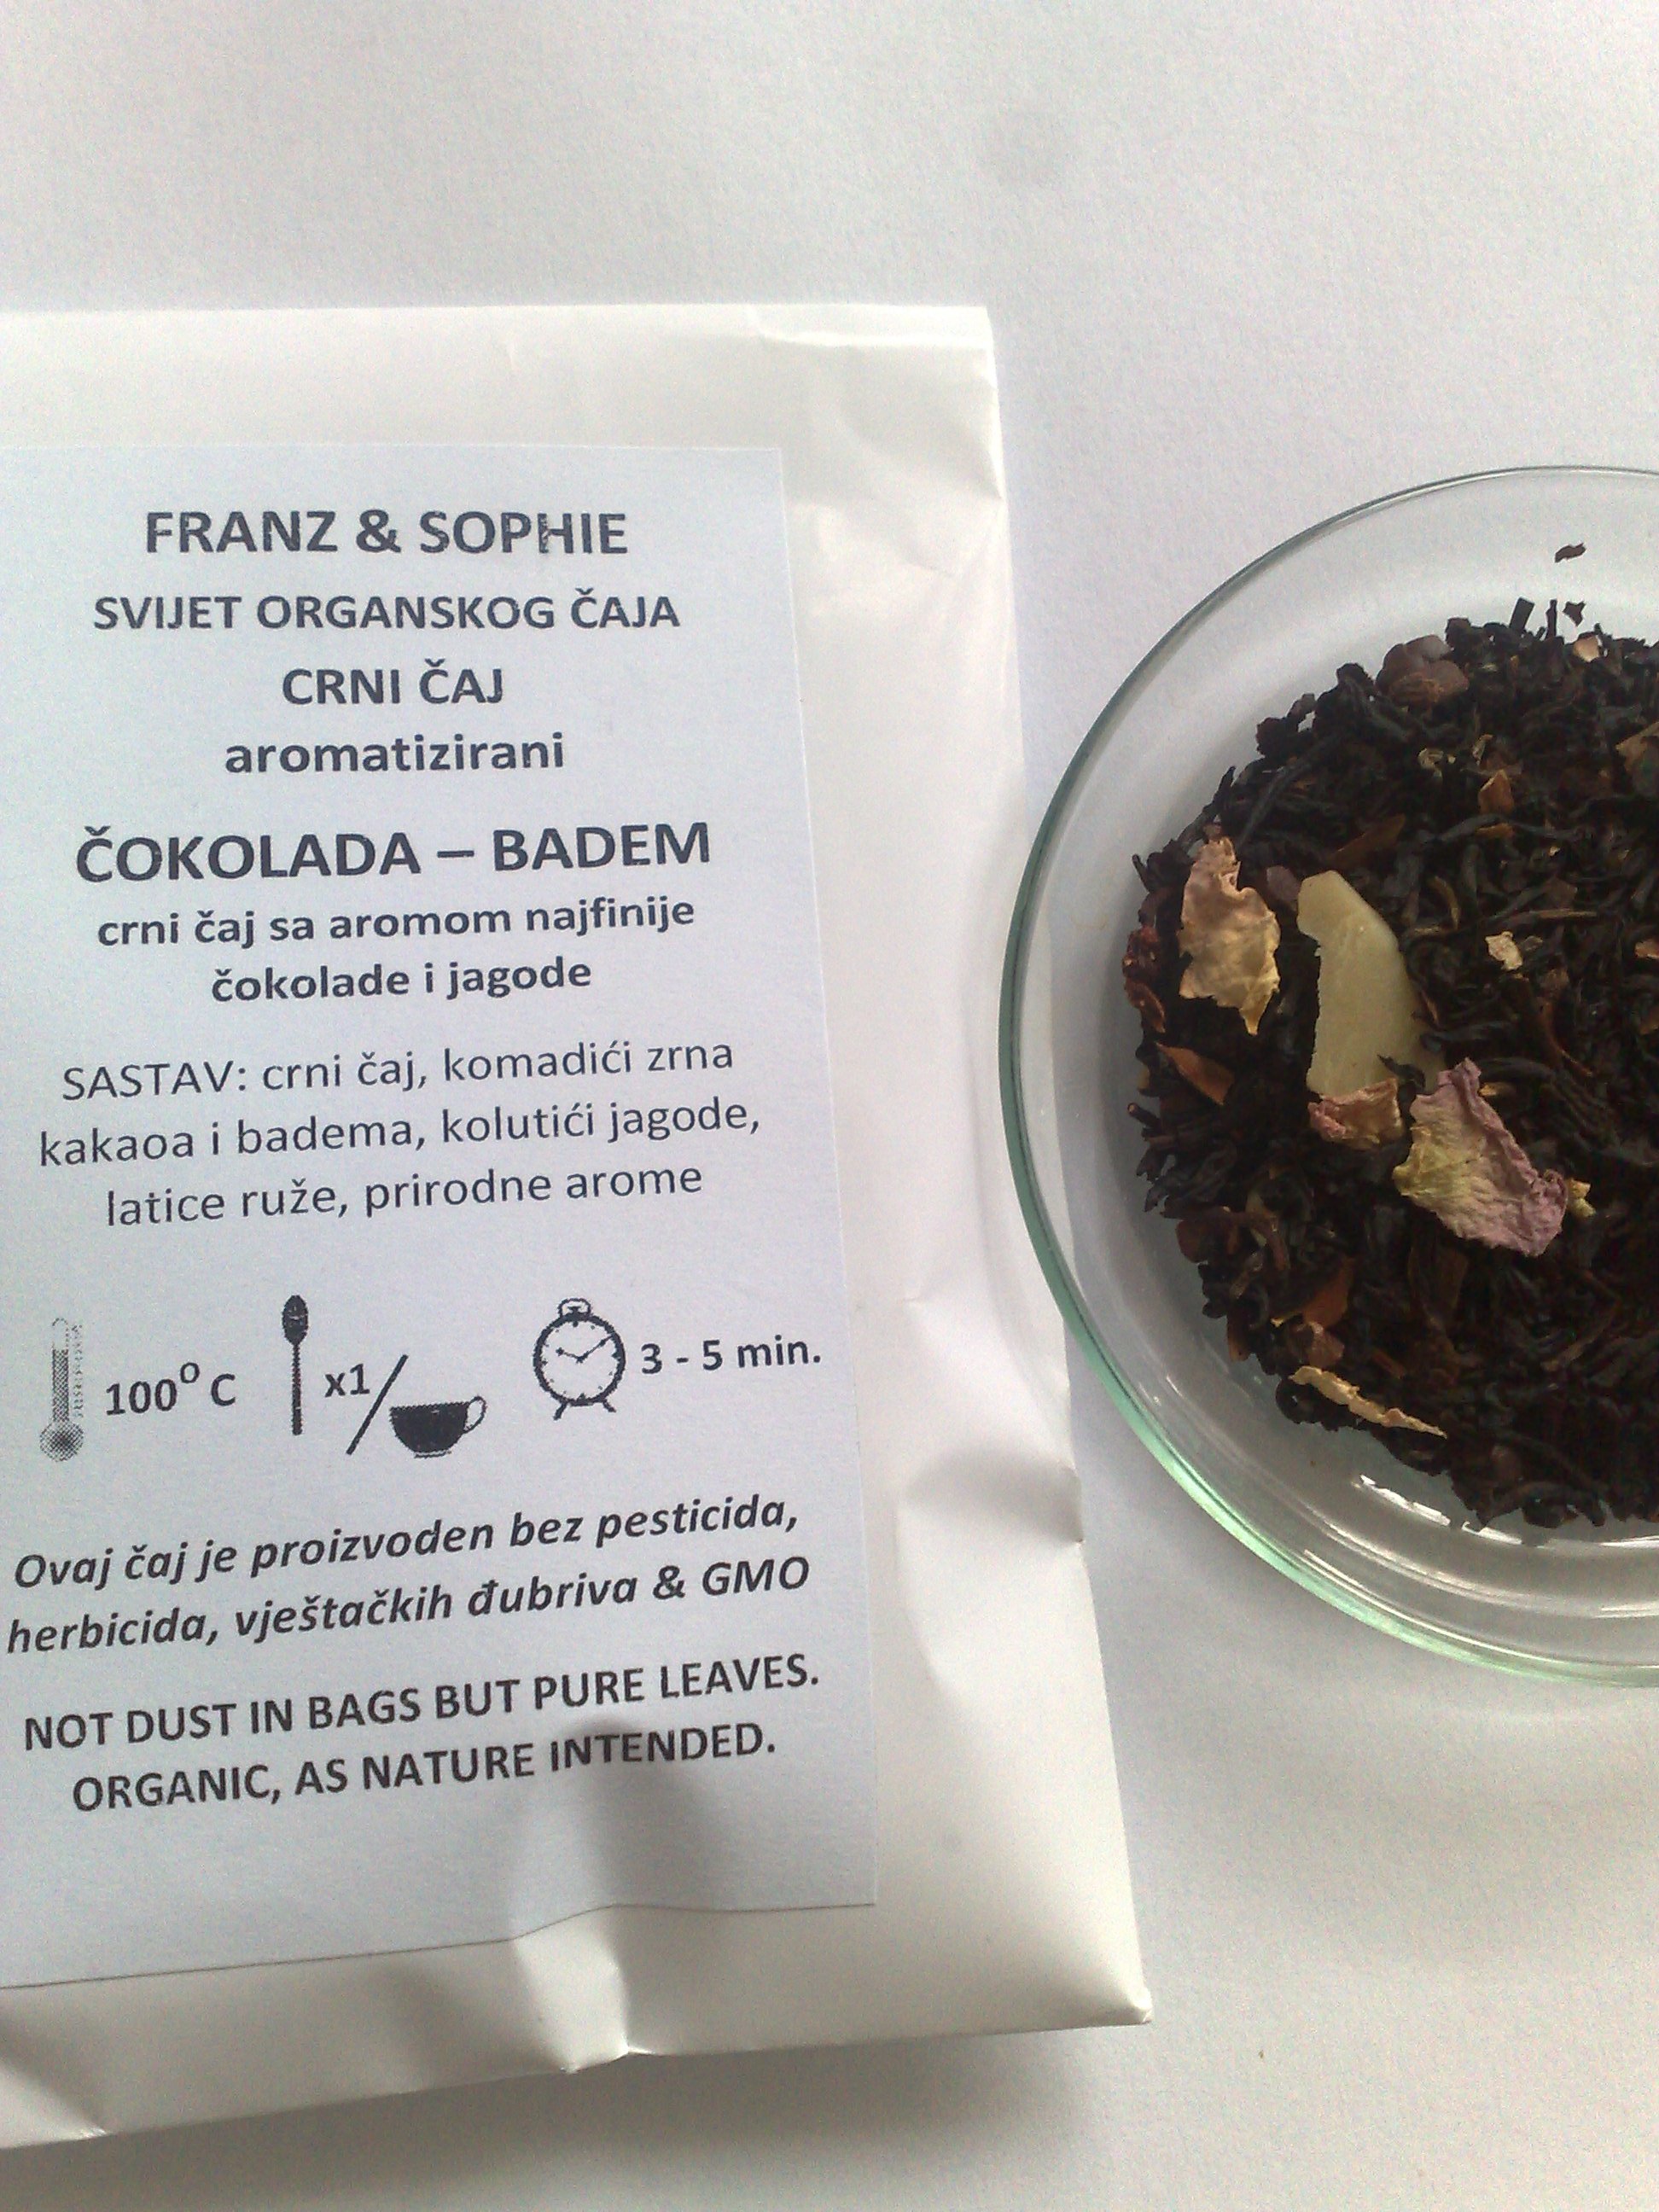 FRANZ & SOPHIE
SVIJET ORGANSKOG ČAJA
CRNI ČAJ
aromatizirani
ČOKOLADA – BADEM
crni čaj sa aromom najfinije
čokolade i jagode
SASTAV: crni čaj, komadići zrna
kakaoa i badema, kolutići jagode,
latice ruže, prirodne arome
100° C x1/ 3 - 5 min.
Ovaj čaj je proizvoden bez pesticida,
herbicida, vještačkih đubriva & GMO
NOT DUST IN BAGS BUT PURE LEAVES.
ORGANIC, AS NATURE INTENDED.